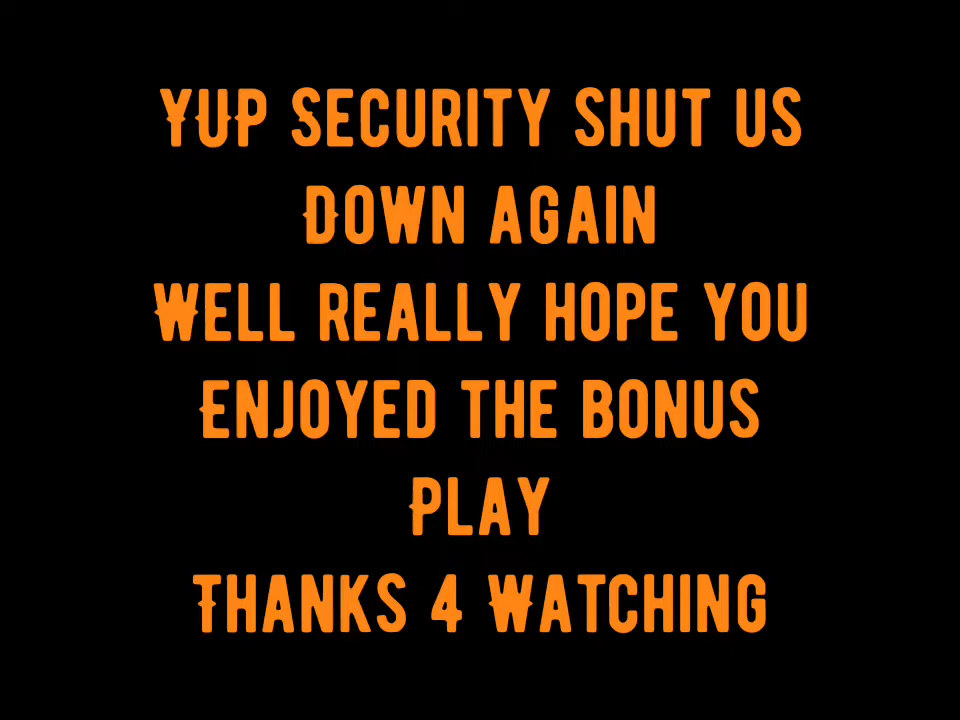 Yup Security shut us
Down again
Well really hope you
Enjoyed the bonus
Play
Thanks 4 Watching